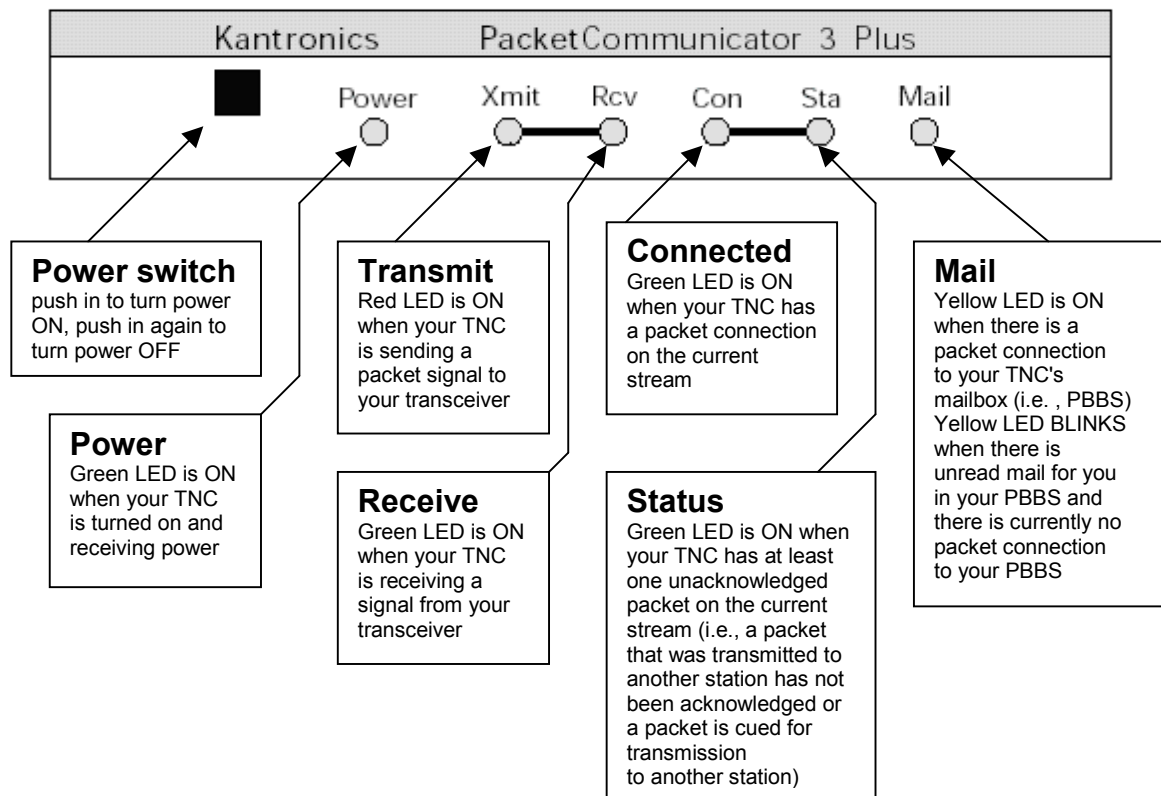 Kantronics PacketCommunicator 3 Plus
Power Xmit Rcv Con Sta Mail
Power switch
push in to turn power
ON, push in again to
turn power OFF
Power
Green LED is ON
when your TNC
is turned on and
receiving power
Transmit
Red LED is ON
when your TNC
is sending a
packet signal to
your transceiver
Receive
Green LED is ON
when your TNC
is receiving a
signal from your
transceiver
Connected
Green LED is ON
when your TNC has
a packet connection
on the current
stream
Status
Green LED is ON when
your TNC has at least
one unacknowledged
packet on the current
stream (i.e., a packet
that was transmitted to
another station has not
been acknowledged or
a packet is cued for
transmission
to another station)
Mail
Yellow LED is ON
when there is a
packet connection
to your TNC's
mailbox (i.e. , PBBS)
Yellow LED BLINKS
when there is
unread mail for you
in your PBBS and
there is currently no
packet connection
to your PBBS